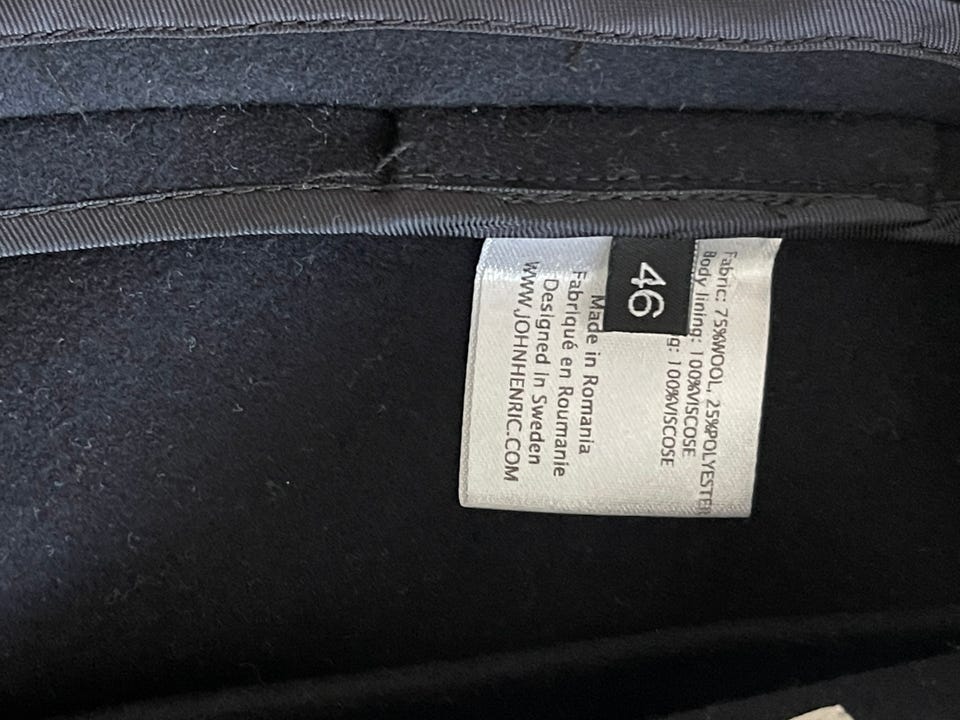 Fabric: 75%WOOL, 25%POLYESTER
Body lining: 100%VISCOSE
g: 100%VISCOSE
46
Made in Romania
Fabriqué en Roumanie
Designed in Sweden
WWW.JOHNHENRIC.COM